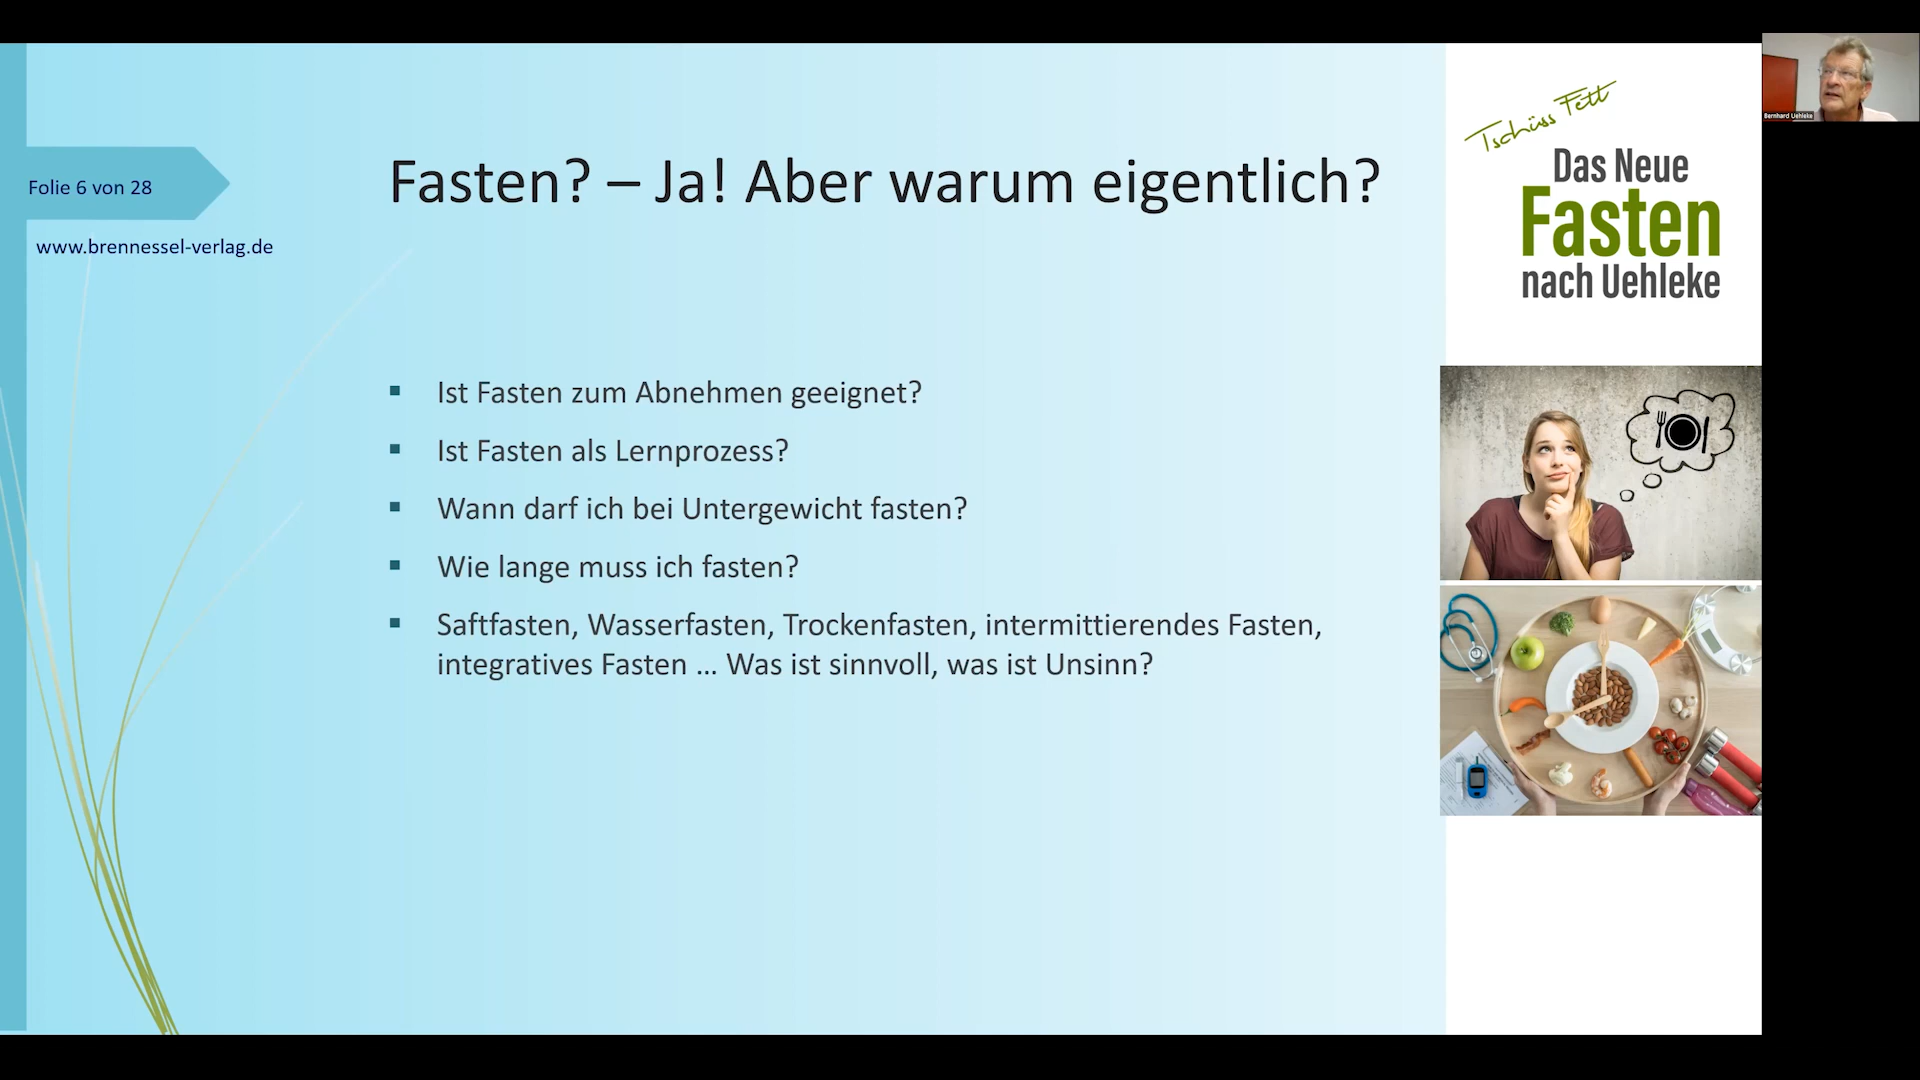 Folie 6 von 28
www.brennessel-verlag.de
Fasten? – Ja! Aber warum eigentlich?
▪ Ist Fasten zum Abnehmen geeignet?
▪ Ist Fasten als Lernprozess?
▪ Wann darf ich bei Untergewicht fasten?
▪ Wie lange muss ich fasten?
▪ Saftfasten, Wasserfasten, Trockenfasten, intermittierendes Fasten,
integratives Fasten … Was ist sinnvoll, was ist Unsinn?
Tschüss Fett
Das Neue
Fasten
nach Uehleke
Bernhard Uehleke